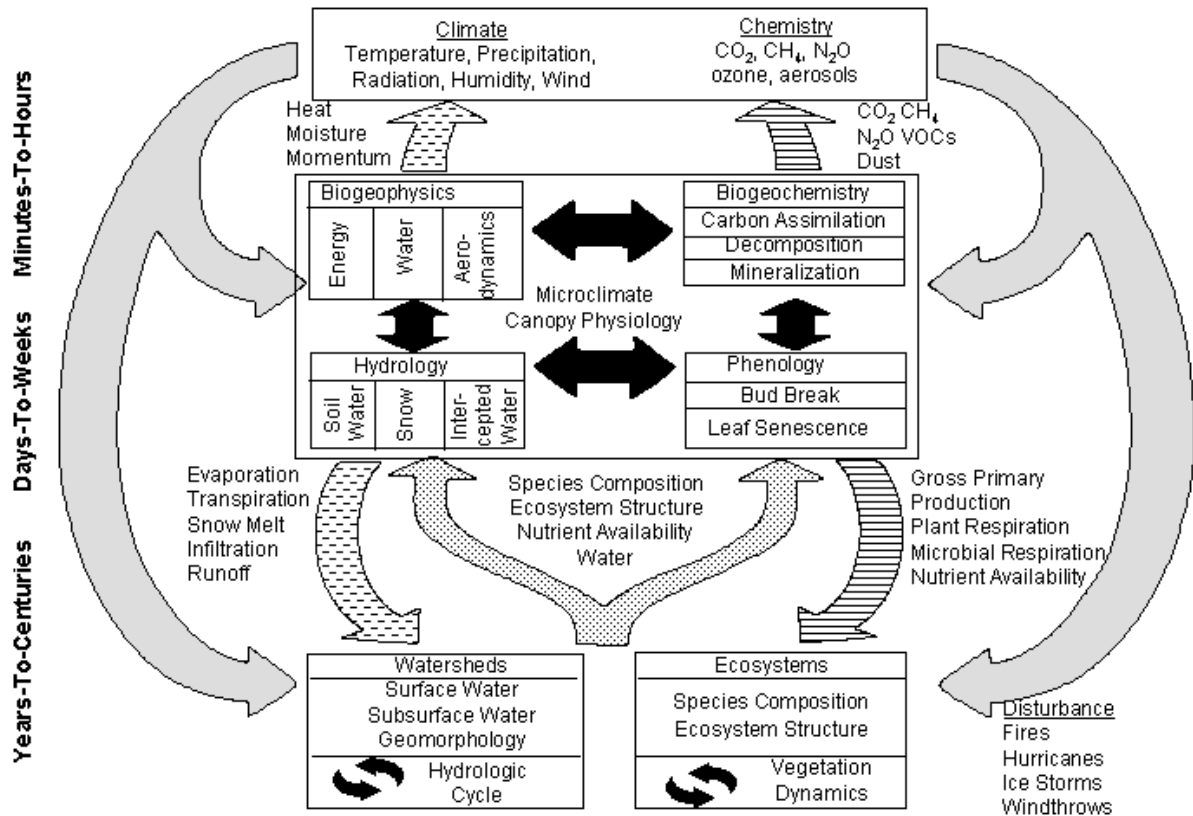 Climate
Temperature, Precipitation,
Radiation, Humidity, Wind
Chemistry
CO₂, CH₄, N₂O
ozone, aerosols
Minutes-To-Hours
Heat
Moisture
Momentum
CO₂ CH₄
N₂O VOCs
Dust
Biogeophysics
Energy
Water
Aero-
dynamics
Biogeochemistry
Carbon Assimilation
Decomposition
Mineralization
Microclimate
Canopy Physiology
Days-To-Weeks
Hydrology
Soil
Water
Snow
Inter-
cepted
Water
Phenology
Bud Break
Leaf Senescence
Evaporation
Transpiration
Snow Melt
Infiltration
Runoff
Species Composition
Ecosystem Structure
Nutrient Availability
Water
Gross Primary
Production
Plant Respiration
Microbial Respiration
Nutrient Availability
Years-To-Centuries
Watersheds
Surface Water
Subsurface Water
Geomorphology
Hydrologic
Cycle
Ecosystems
Species Composition
Ecosystem Structure
Vegetation
Dynamics
Disturbance
Fires
Hurricanes
Ice Storms
Windthrows